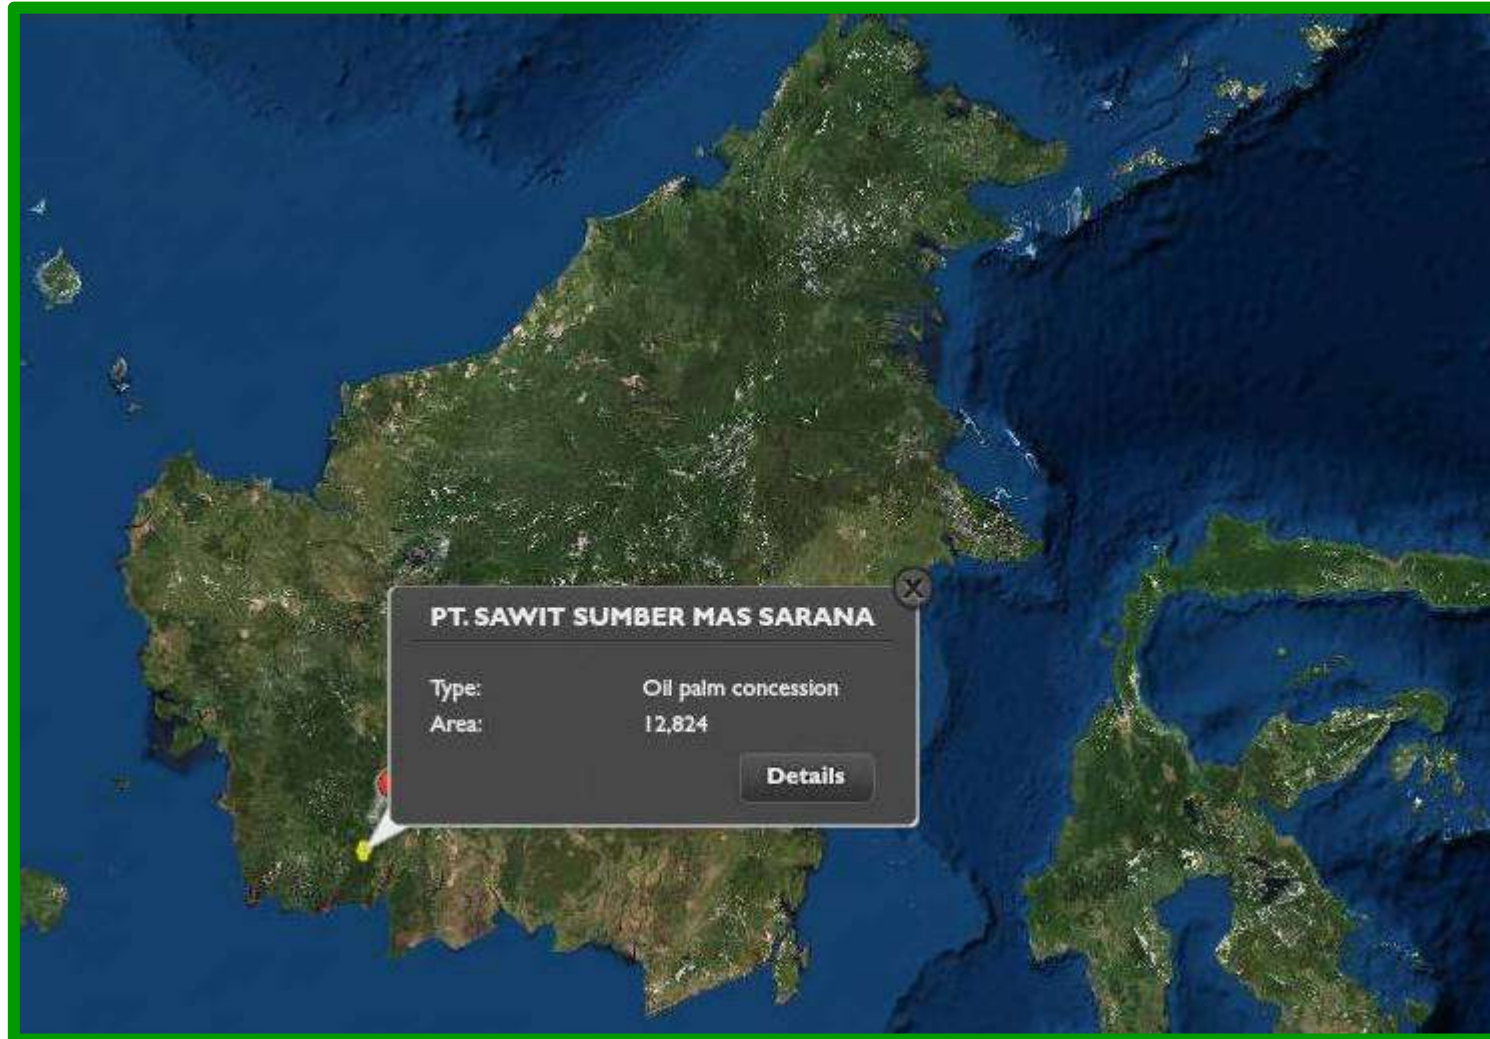 PT. SAWIT SUMBER MAS SARANA
Type: Oil palm concession
Area: 12,824
Details